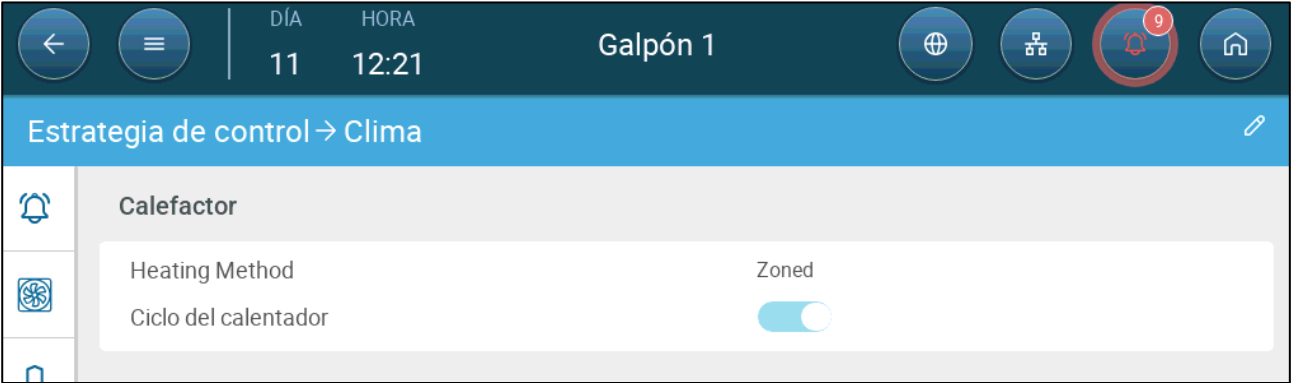 DÍA HORA
11 12:21
Galpón 1
9
Estrategia de control → Clima
Calefactor
Heating Method Zoned
Ciclo del calentador